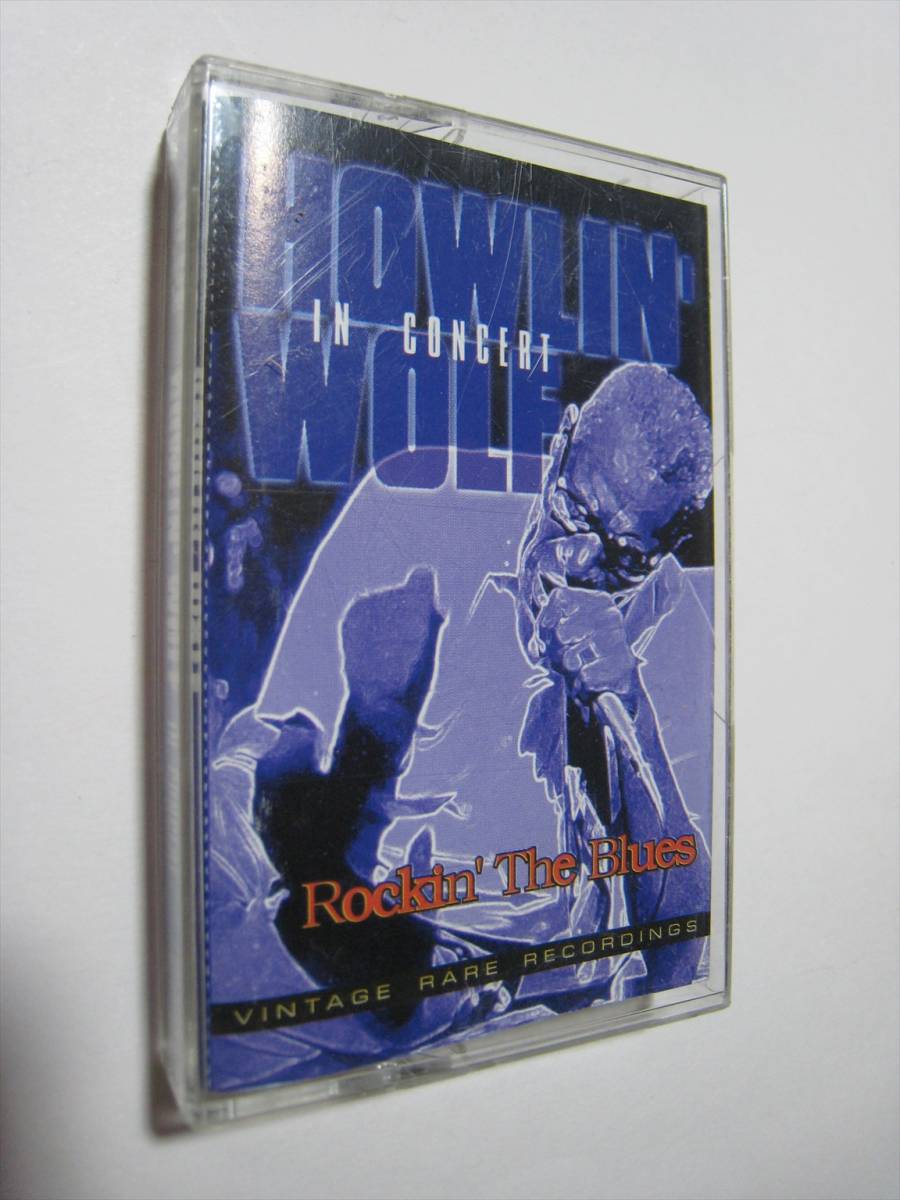 HOWLIN'
IN CONCERT
WOLF
Rockin' The Blues
VINTAGE RARE RECORDINGS